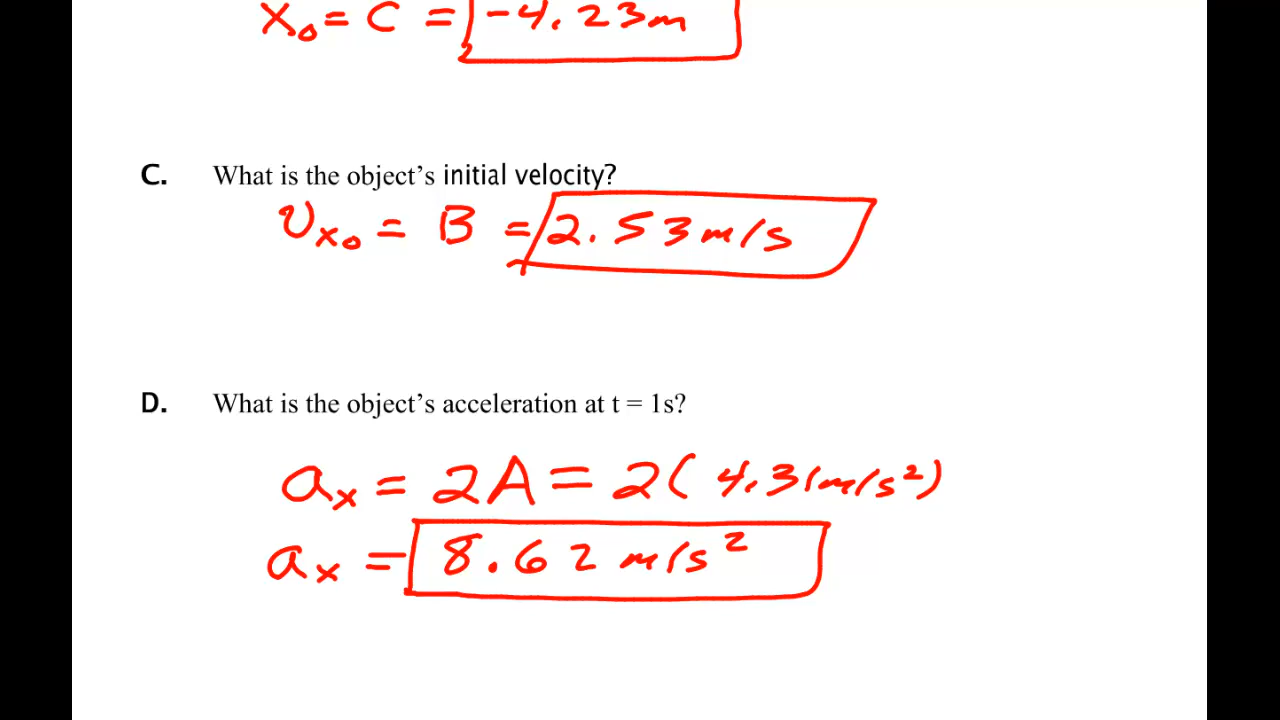 x₀ = C = -4.23m
C. What is the object's initial velocity?
vₓ₀ = B = 2.53 m/s
D. What is the object's acceleration at t = 1s?
aₓ = 2A = 2( 4.31m/s²)
aₓ = 8.62 m/s²